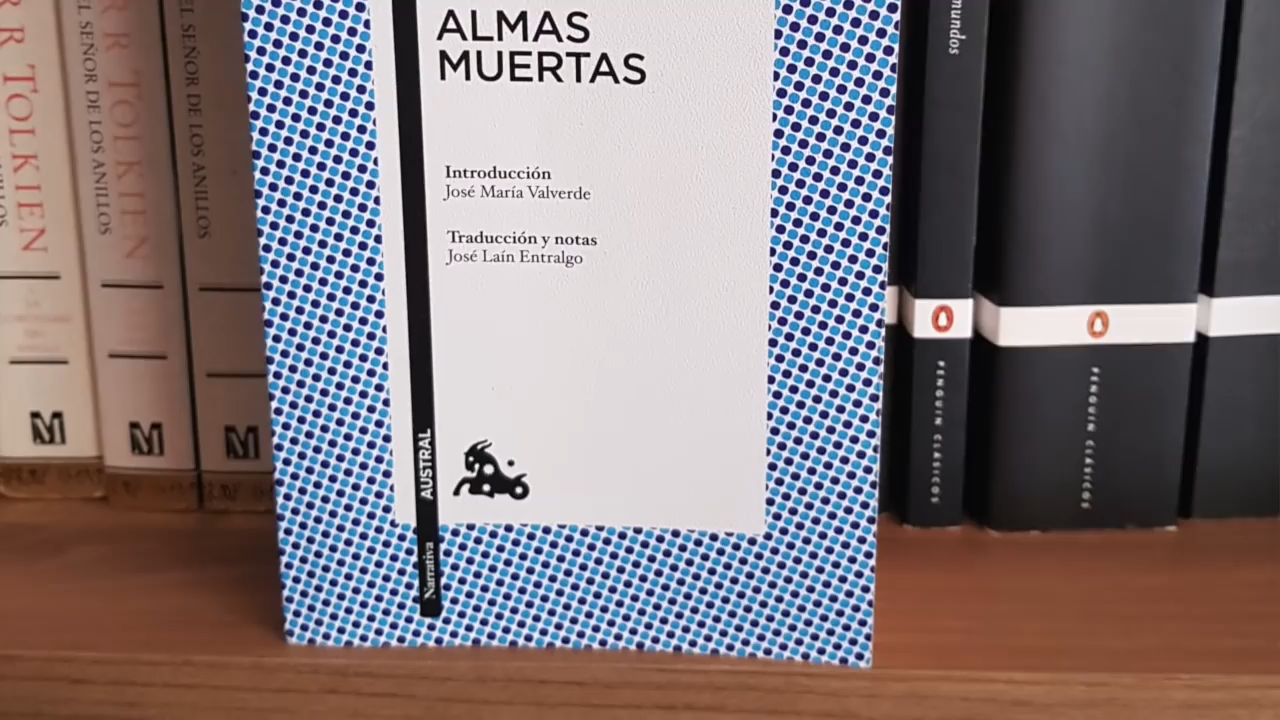 ALMAS
MUERTAS
Introducción
José María Valverde
Traducción y notas
José Laín Entralgo
AUSTRAL
Narrativa
R TOLKIEN
R R TOLKIEN
EL SEÑOR DE LOS ANILLOS
EL SEÑOR DE LOS ANILLOS
M
M
M
mundos
PENGUIN CLÁSICOS
PENGUIN CLÁSICOS